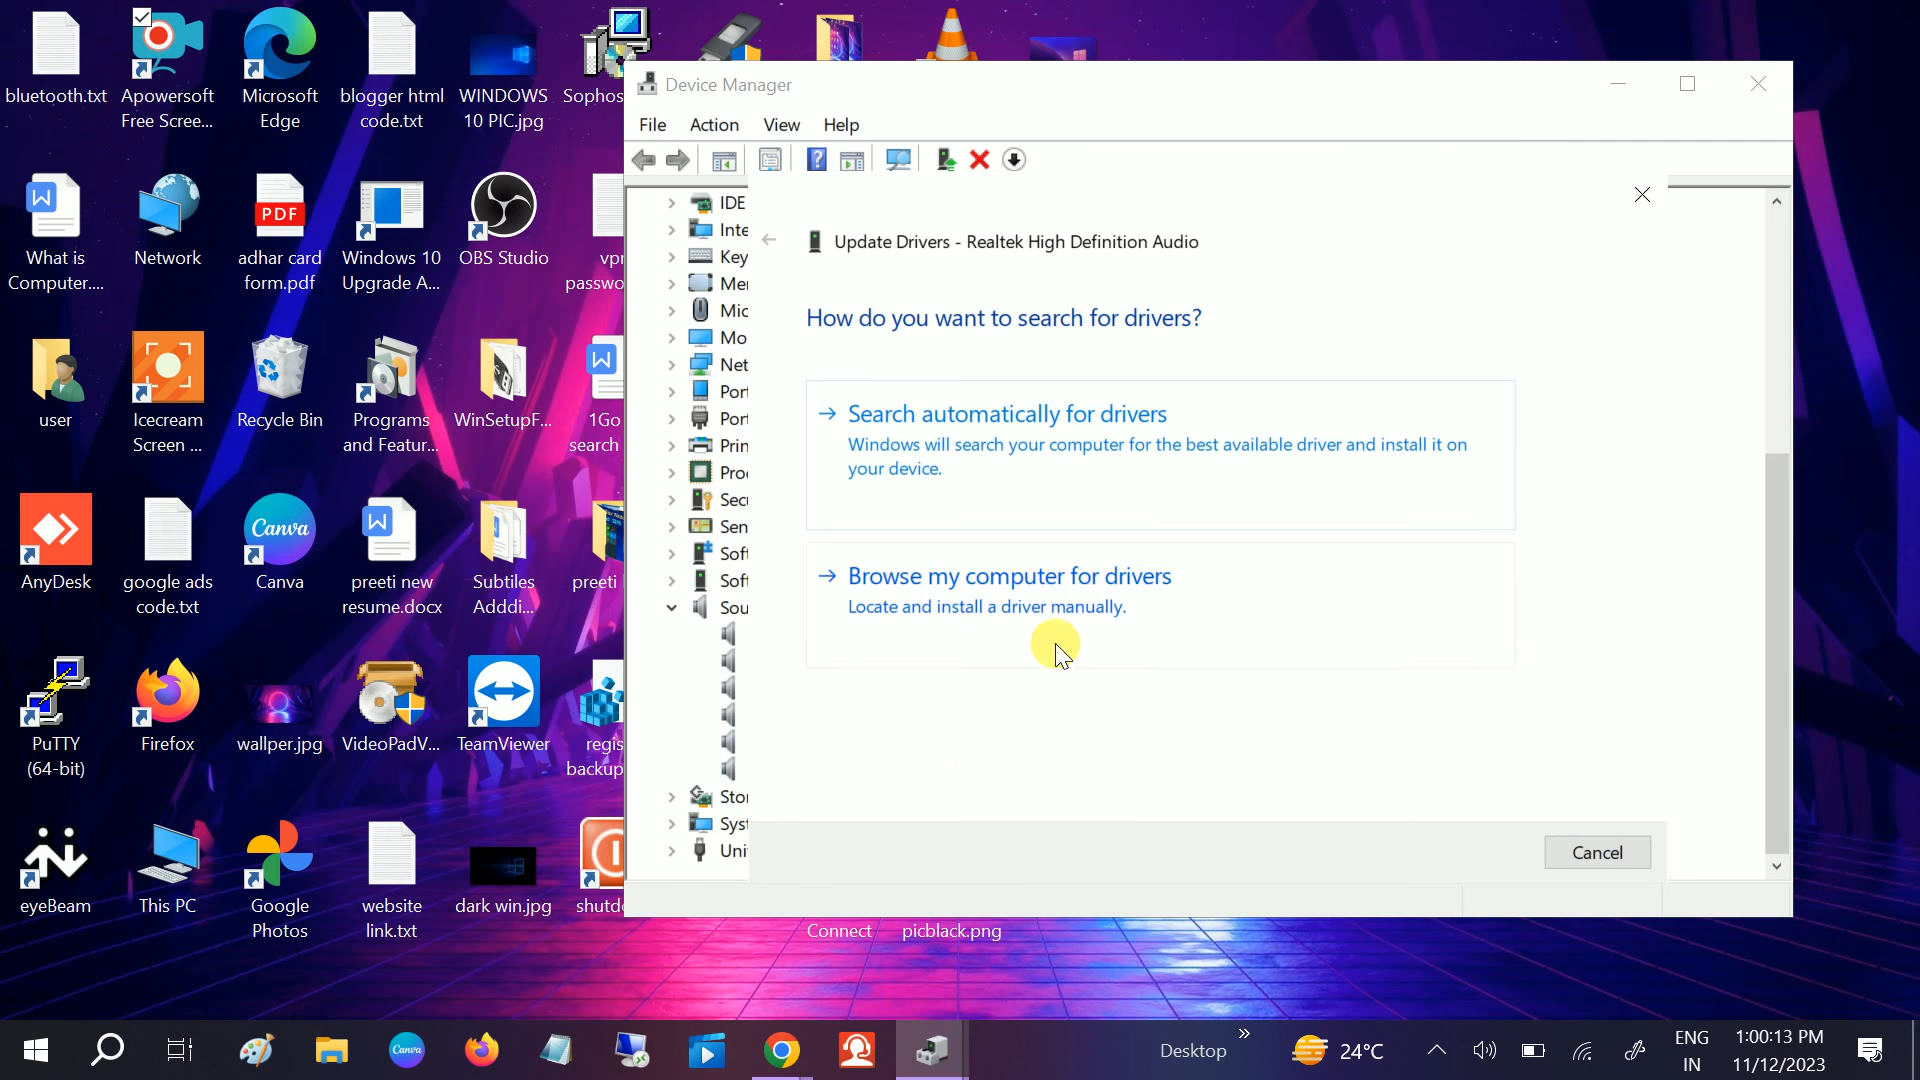 bluetooth.txt
Apowersoft
Free Scree...
Microsoft
Edge
blogger html
code.txt
WINDOWS
10 PIC.jpg
Sophos
What is
Computer....
Network
PDF
adhar card
form.pdf
Windows 10
Upgrade A...
OBS Studio
vpn
passwo
user
Icecream
Screen ...
Recycle Bin
Programs
and Featur...
WinSetupF...
1Go
search
AnyDesk
google ads
code.txt
Canva
Canva
preeti new
resume.docx
Subtiles
Adddi...
preeti
PuTTY
(64-bit)
Firefox
wallper.jpg
VideoPadV...
TeamViewer
regis
backup
eyeBeam
This PC
Google
Photos
website
link.txt
dark win.jpg
shutd
Connect
picblack.png
Device Manager
File Action View Help
IDE
Inte
Key
Me
Mic
Mo
Net
Port
Port
Prin
Pro
Secu
Sen
Soft
Soft
Sou
Stor
Syst
Uni
Update Drivers - Realtek High Definition Audio
How do you want to search for drivers?
Search automatically for drivers
Windows will search your computer for the best available driver and install it on
your device.
Browse my computer for drivers
Locate and install a driver manually.
Cancel
Canva
Desktop
24°C
ENG
IN
1:00:13 PM
11/12/2023